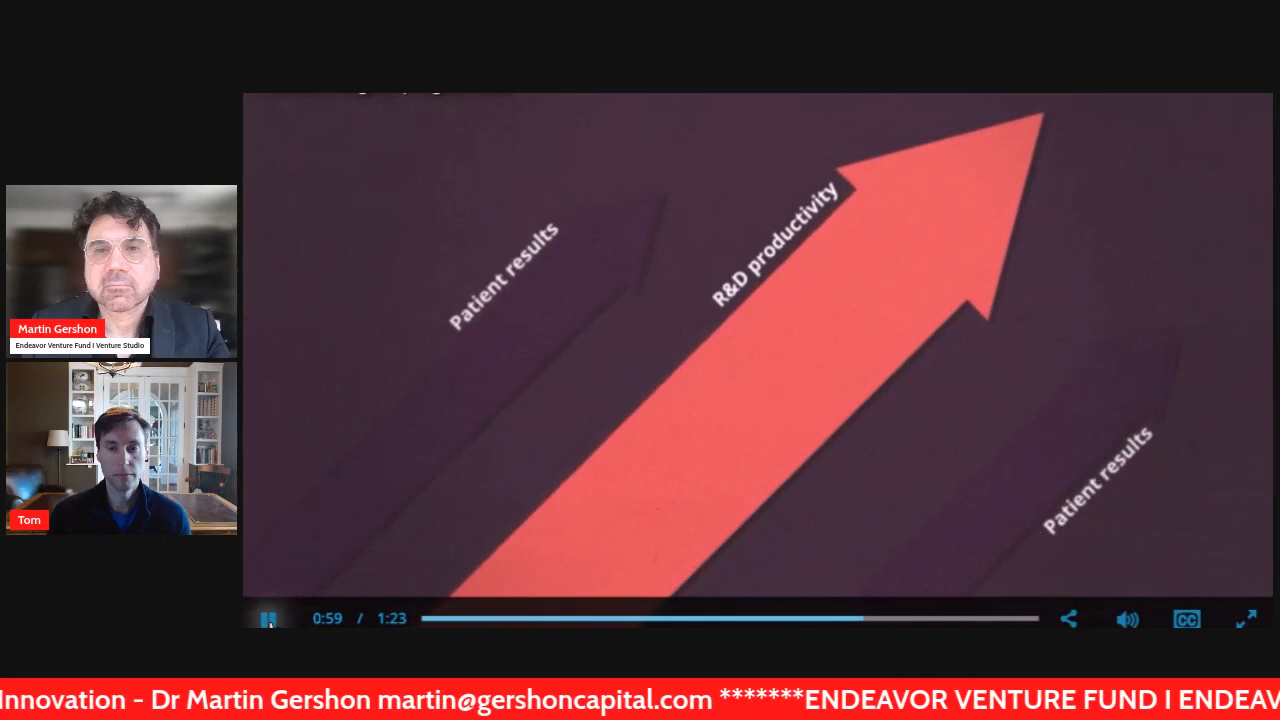 Patient results
R&D productivity
Patient results
Martin Gershon
Endeavor Venture Fund I Venture Studio
Tom
0:59 / 1:23
CC
Innovation - Dr Martin Gershon martin@gershoncapital.com *******ENDEAVOR VENTURE FUND I ENDEAV